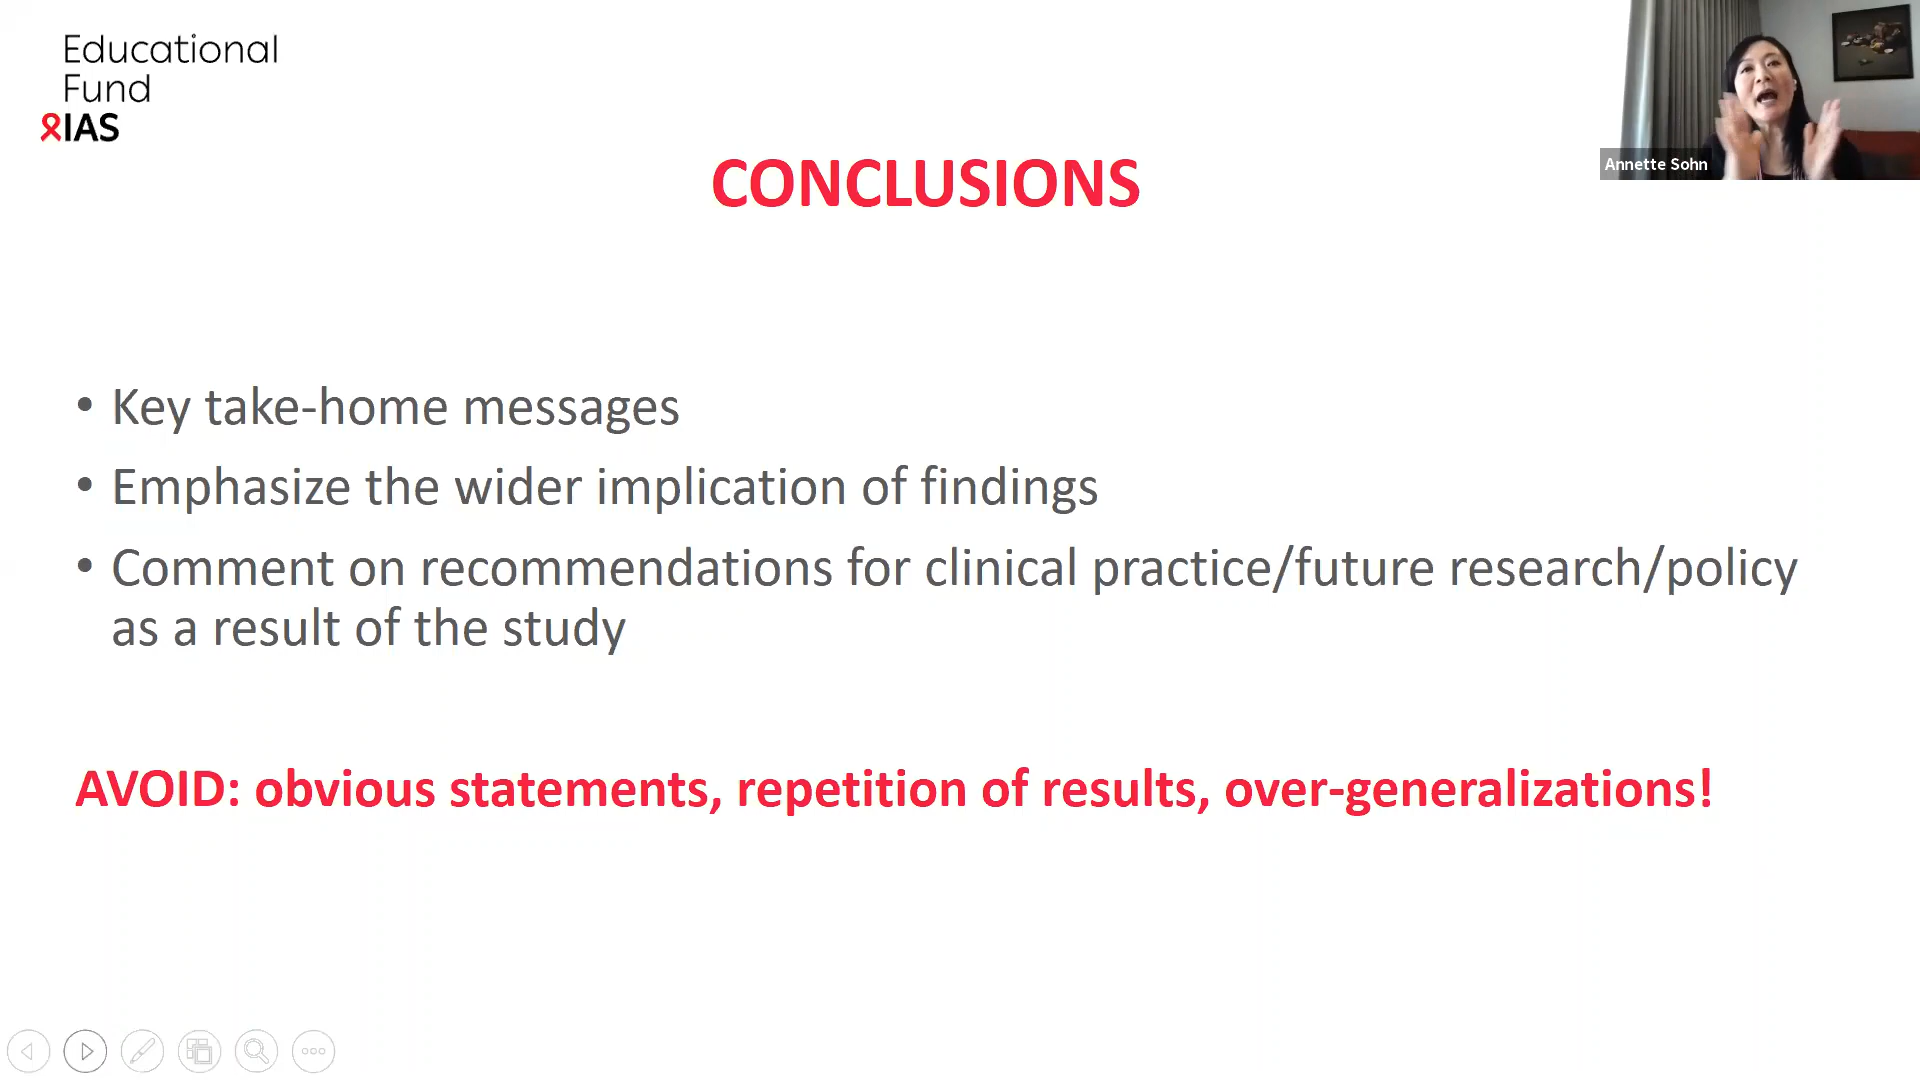 Educational
Fund
IAS
Annette Sohn
CONCLUSIONS
• Key take-home messages
• Emphasize the wider implication of findings
• Comment on recommendations for clinical practice/future research/policy
as a result of the study
AVOID: obvious statements, repetition of results, over-generalizations!